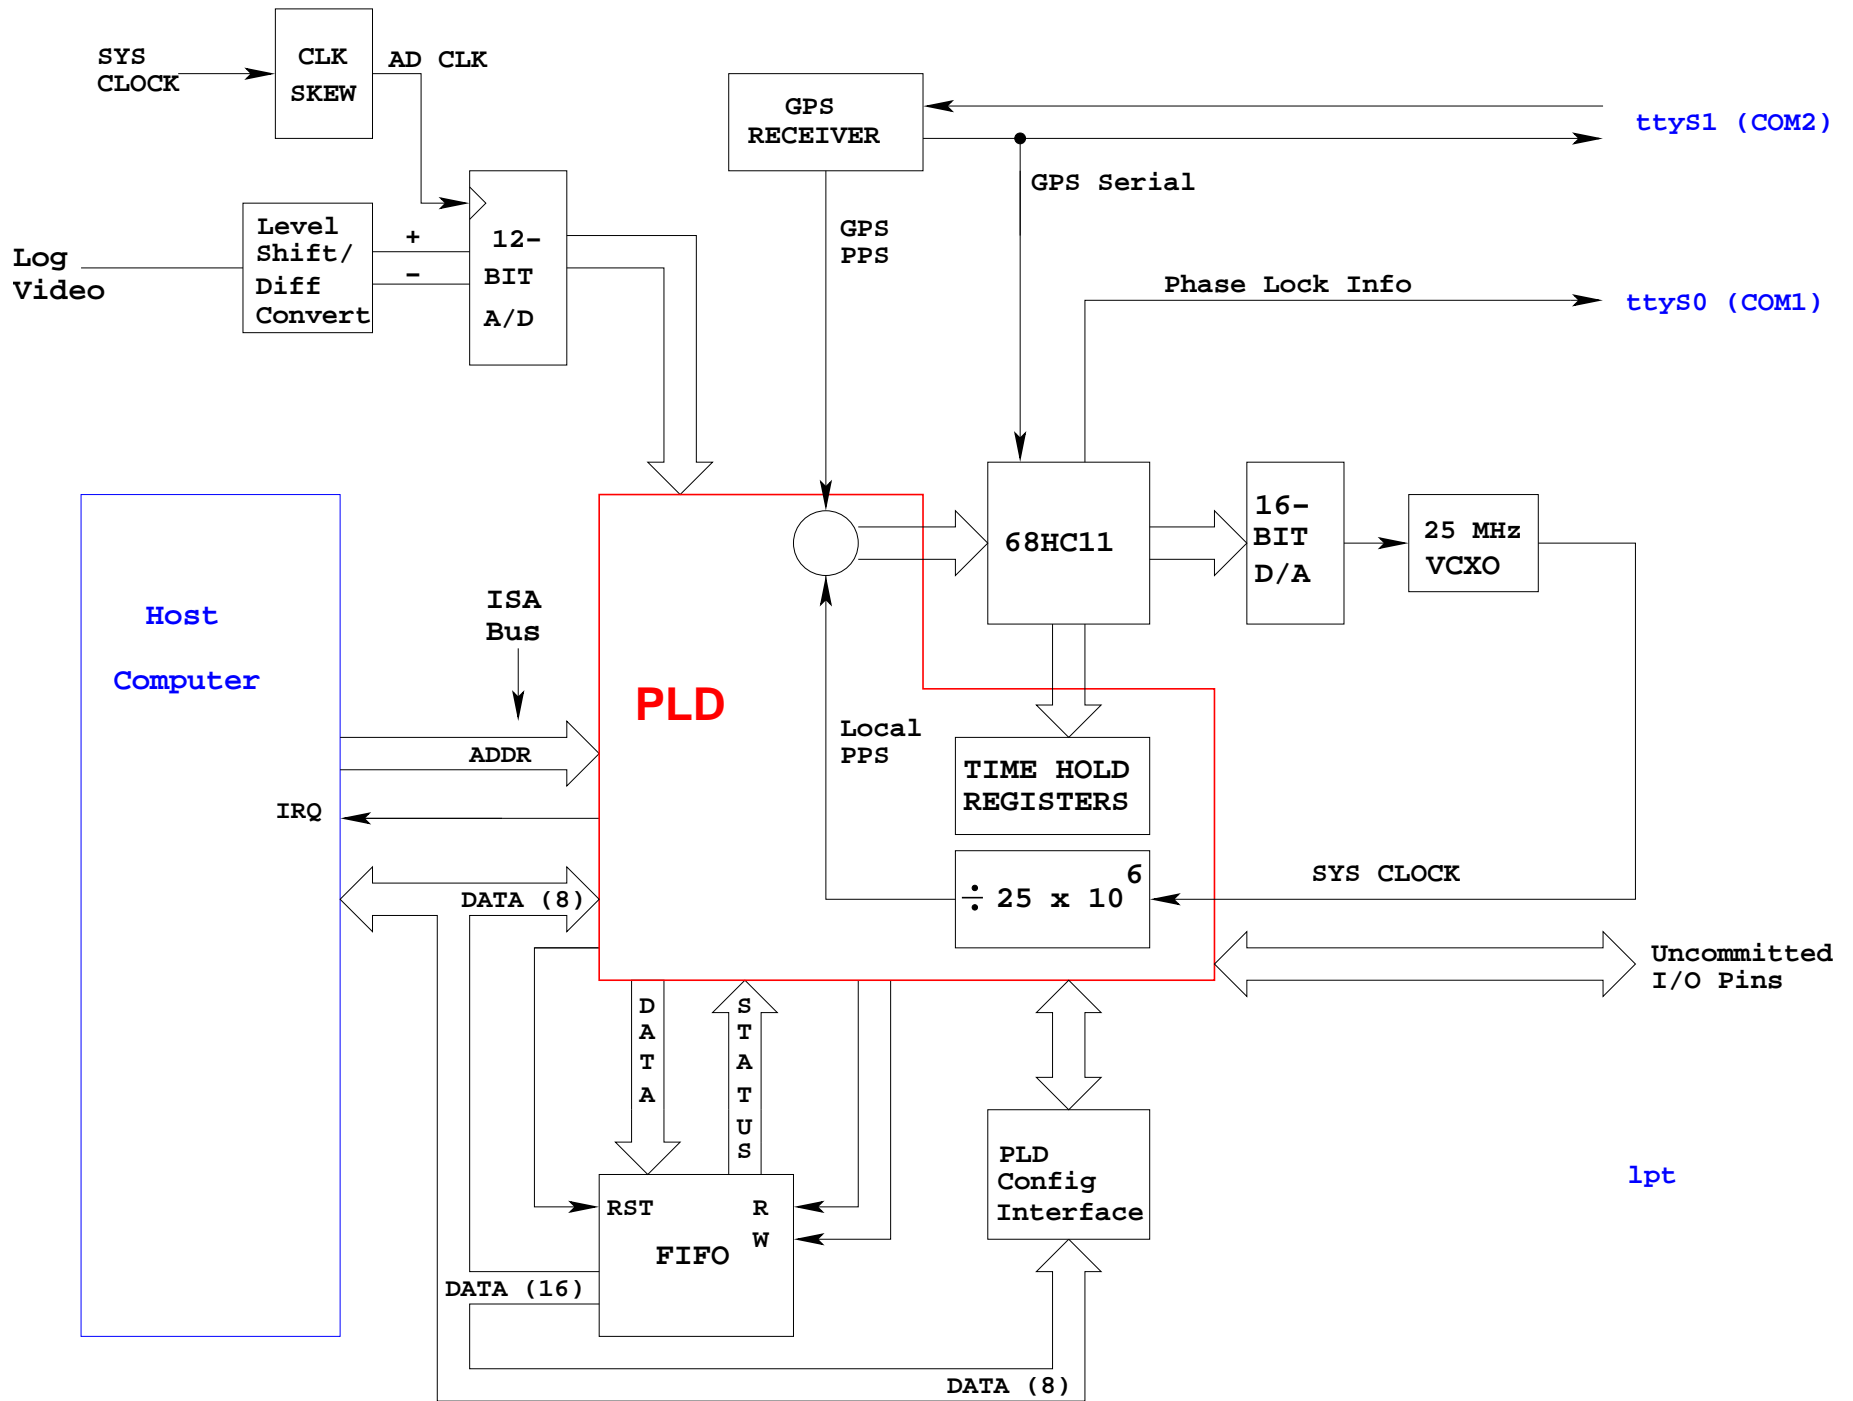 SYS
CLOCK
CLK
SKEW
AD CLK
GPS
RECEIVER
ttyS1 (COM2)
GPS Serial
Level
Shift/
Diff
Convert
+
-
12-
BIT
A/D
Log
Video
GPS
PPS
Phase Lock Info
ttyS0 (COM1)
68HC11
16-
BIT
D/A
25 MHz
VCXO
Host
Computer
ISA
Bus
PLD
Local
PPS
ADDR
TIME HOLD
REGISTERS
IRQ
÷ 25 x 10 6
SYS CLOCK
DATA (8)
Uncommitted
I/O Pins
DATA
STATUS
PLD
Config
Interface
lpt
RST
R
W
FIFO
DATA (16)
DATA (8)